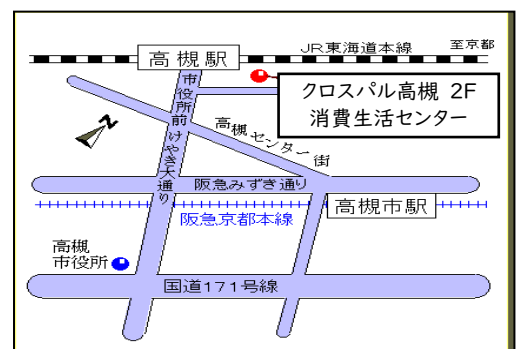 JR東海道本線
至京都
高槻駅
クロスパル高槻 2F
消費生活センター
市役所前けやき大通り
高槻センター街
N
阪急みずき通り
高槻市駅
阪急京都本線
高槻
市役所
国道171号線